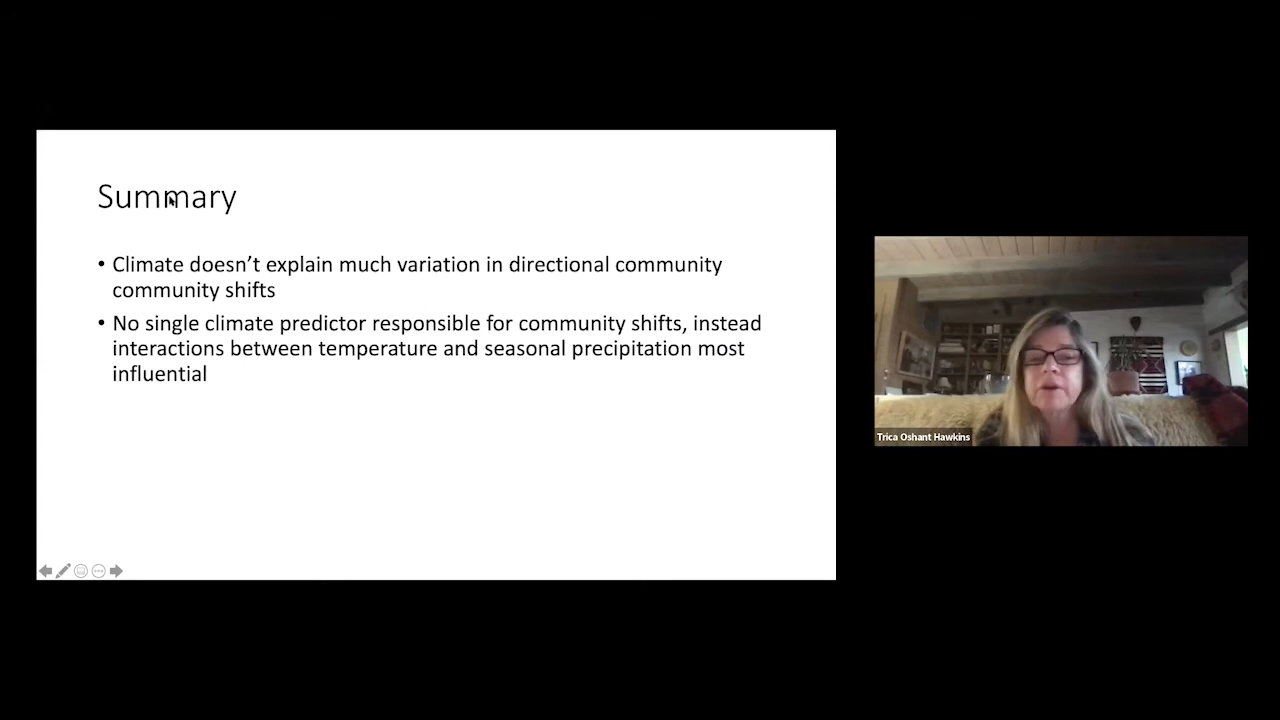 Summary
• Climate doesn’t explain much variation in directional community
community shifts
• No single climate predictor responsible for community shifts, instead
interactions between temperature and seasonal precipitation most
influential
Trica Oshant Hawkins